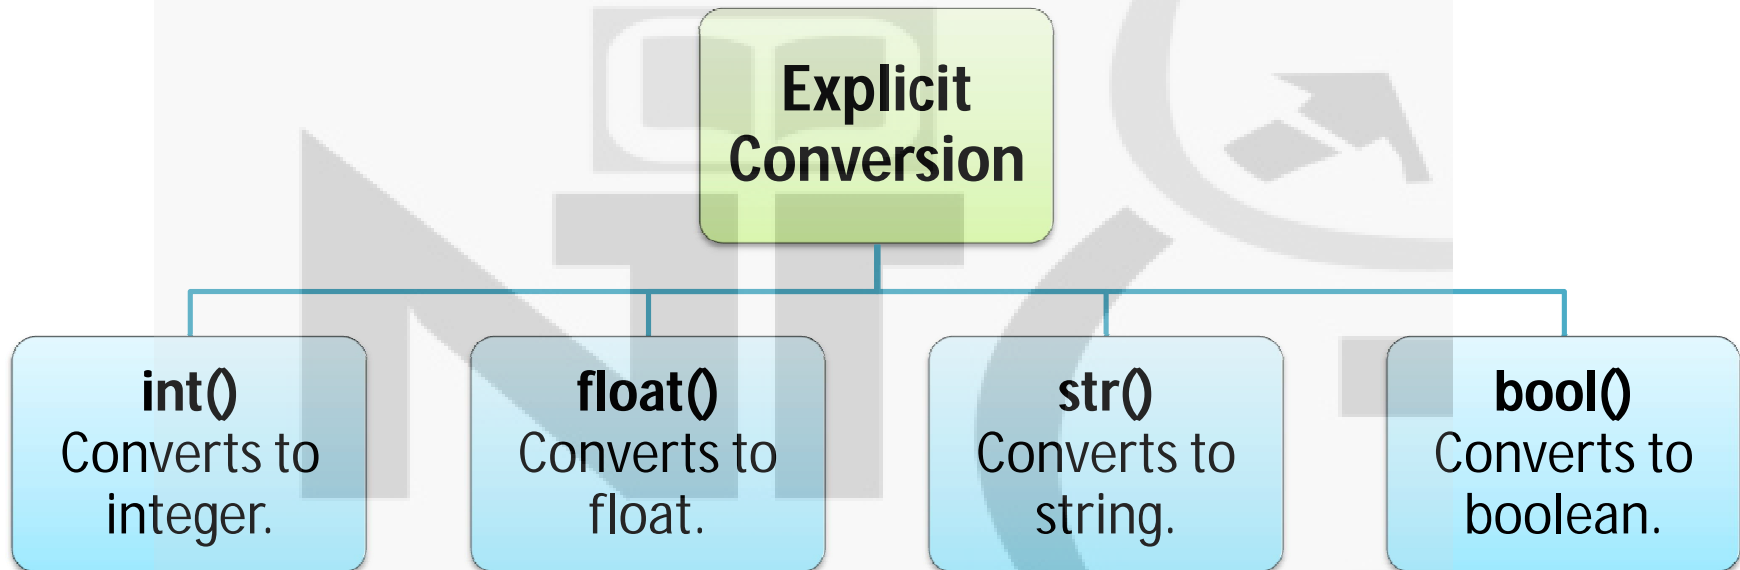 Explicit
Conversion
int()
Converts to
integer.
float()
Converts to
float.
str()
Converts to
string.
bool()
Converts to
boolean.